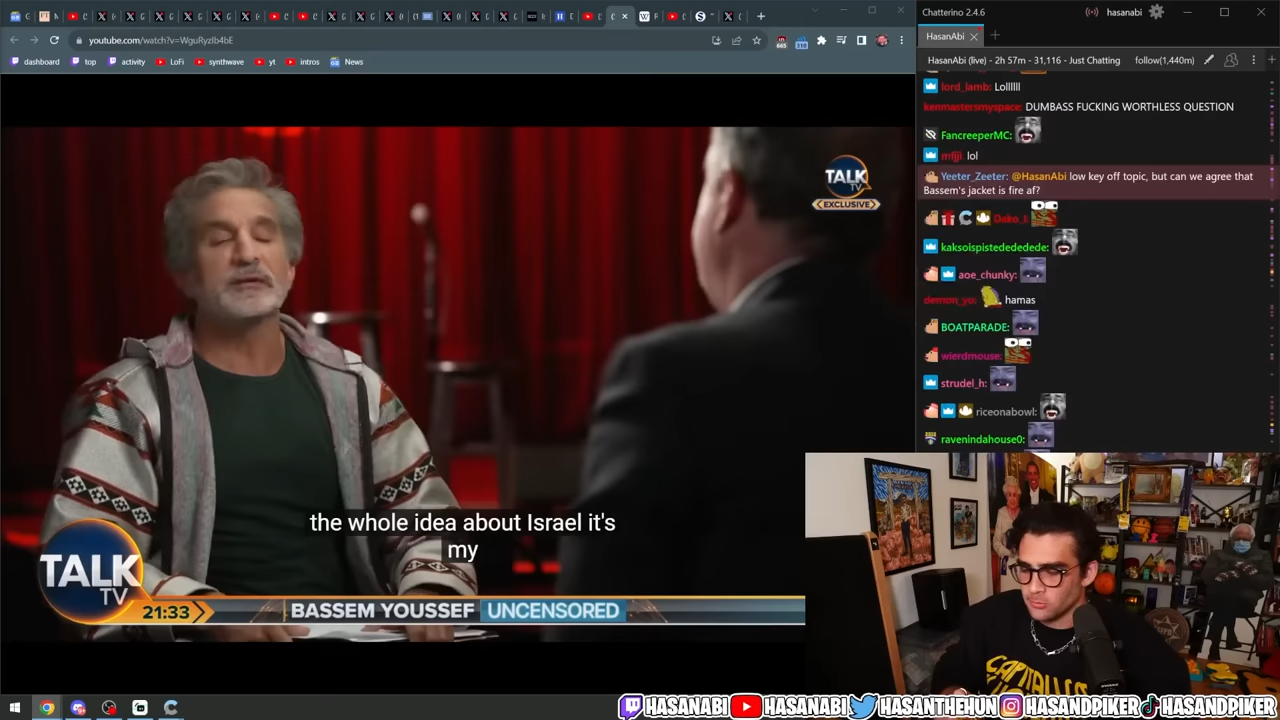 youtube.com/watch?v=WguRyzIb4bE
dashboard
top
activity
LoFi
synthwave
yt
intros
News
665
310
TALK
TV
EXCLUSIVE
the whole idea about Israel it's
my
TALK
TV
21:33
BASSEM YOUSSEF UNCENSORED
Chatterino 2.4.6
hasanabi
HasanAbi
HasanAbi (live) - 2h 57m - 31,116 - Just Chatting
follow(1,440m)
lord_lamb: Lollllll
kenmastersmyspace: DUMBASS FUCKING WORTHLESS QUESTION
FancreeperMC:
mfjji: lol
Yeeter_Zeeter: @HasanAbi low key off topic, but can we agree that
Bassem's jacket is fire af?
kaksoispistedededede:
aoe_chunky:
demon_yo: hamas
BOATPARADE:
wierdmouse:
strudel_h:
riceonabowl:
ravenindahouse0:
HASANABI
HASANABI
HASANTHEHUN
HASANDPIKER
HASANDPIKER